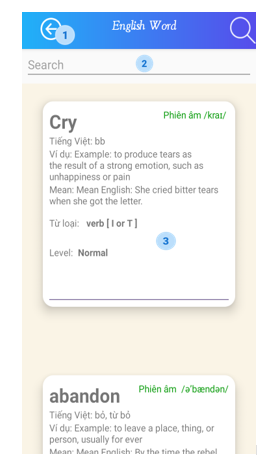 1
English Word
Search
2
Cry
Phiên âm /kraɪ/
Tiếng Việt: bb
Ví dụ: Example: to produce tears as
the result of a strong emotion, such as
unhappiness or pain
Mean: Mean English: She cried bitter tears
when she got the letter.
Từ loại: verb [ I or T ]
3
Level: Normal
abandon
Phiên âm /əˈbændən/
Tiếng Việt: bỏ, từ bỏ
Ví dụ: Example: to leave a place, thing, or
person, usually for ever
Mean: Mean English: By the time the rebel